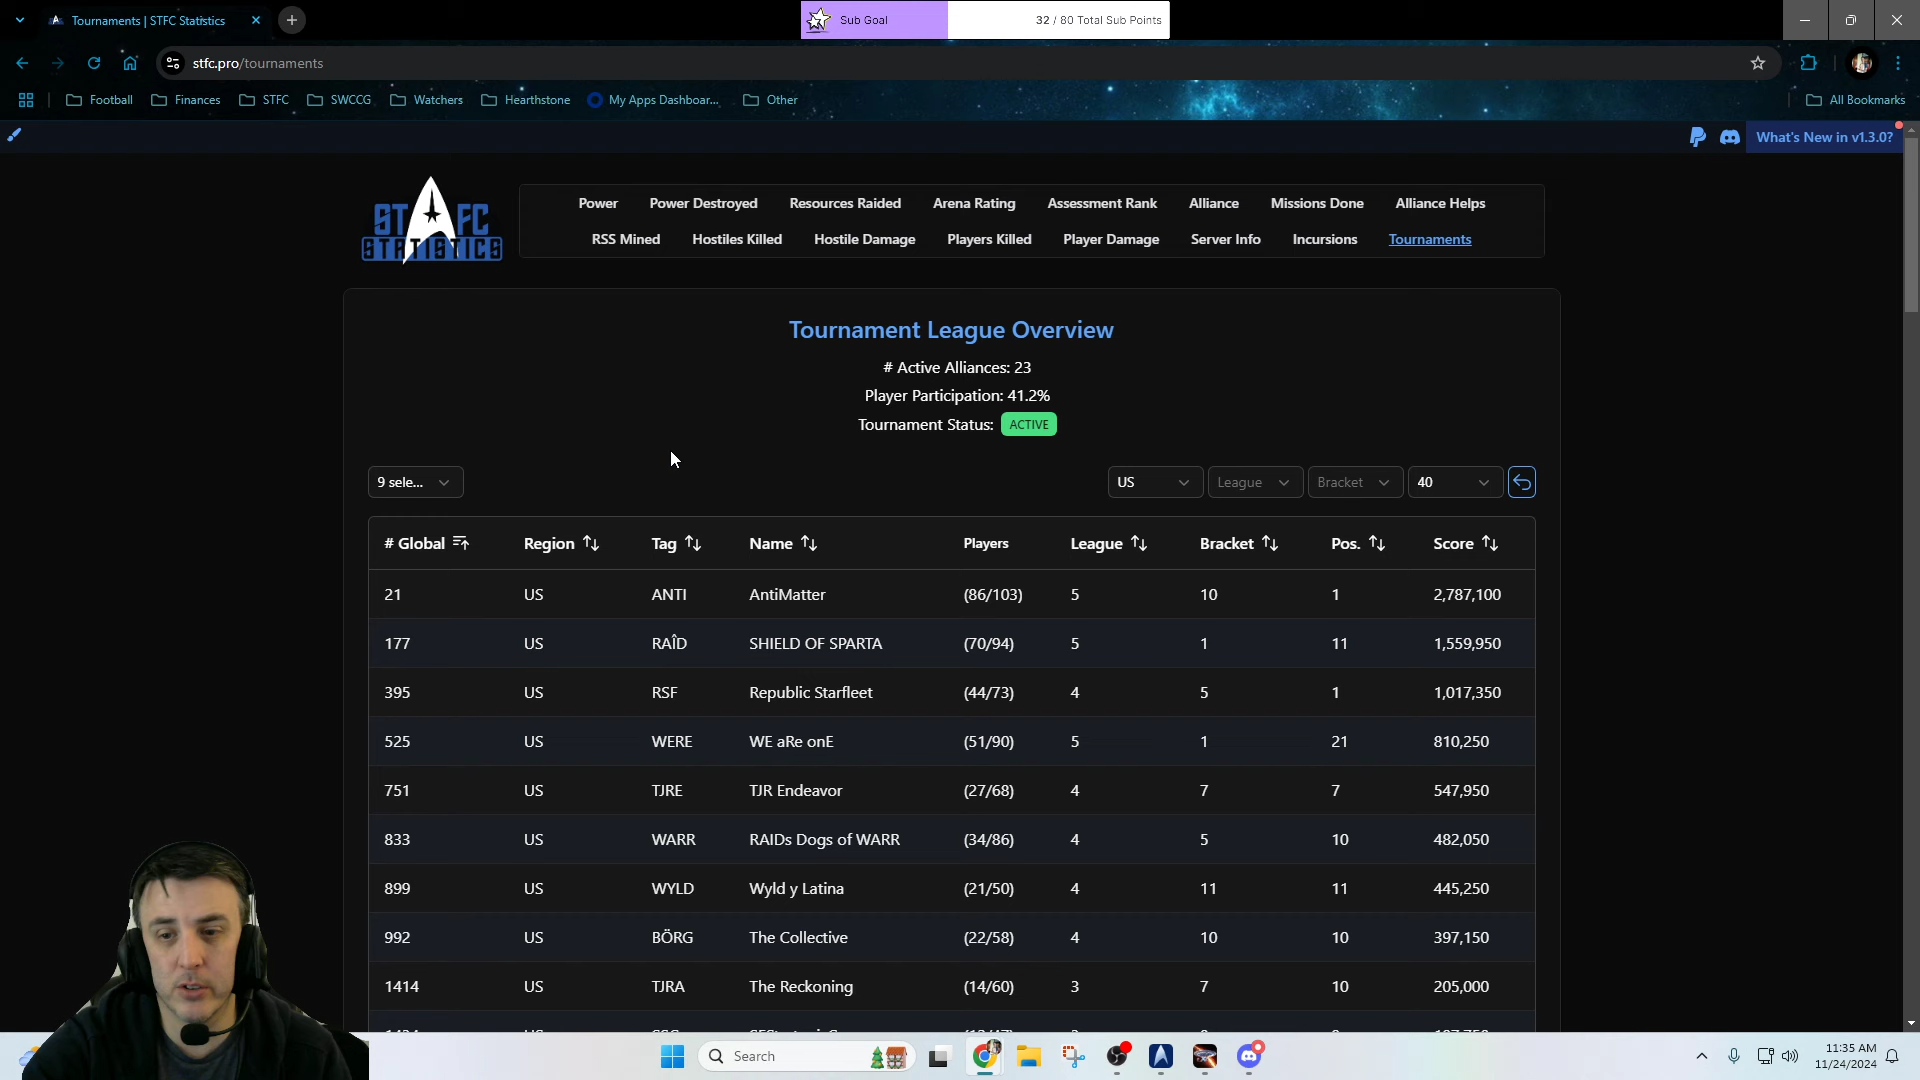 Tournaments | STFC Statistics
Sub Goal 32 / 80 Total Sub Points
stfc.pro/tournaments
Football Finances STFC SWCCG Watchers Hearthstone My Apps Dashboar... Other All Bookmarks
What's New in v1.3.0?
ST FC
STATISTICS
Power Power Destroyed Resources Raided Arena Rating Assessment Rank Alliance Missions Done Alliance Helps
RSS Mined Hostiles Killed Hostile Damage Players Killed Player Damage Server Info Incursions Tournaments
Tournament League Overview
# Active Alliances: 23
Player Participation: 41.2%
Tournament Status: ACTIVE
9 sele... US League Bracket 40
# Global Region Tag Name Players League Bracket Pos. Score
21 US ANTI AntiMatter (86/103) 5 10 1 2,787,100
177 US RAÎD SHIELD OF SPARTA (70/94) 5 1 11 1,559,950
395 US RSF Republic Starfleet (44/73) 4 5 1 1,017,350
525 US WERE WE aRe onE (51/90) 5 1 21 810,250
751 US TJRE TJR Endeavor (27/68) 4 7 7 547,950
833 US WARR RAIDs Dogs of WARR (34/86) 4 5 10 482,050
899 US WYLD Wyld y Latina (21/50) 4 11 11 445,250
992 US BÖRG The Collective (22/58) 4 10 10 397,150
1414 US TJRA The Reckoning (14/60) 3 7 10 205,000
Search
11:35 AM
11/24/2024